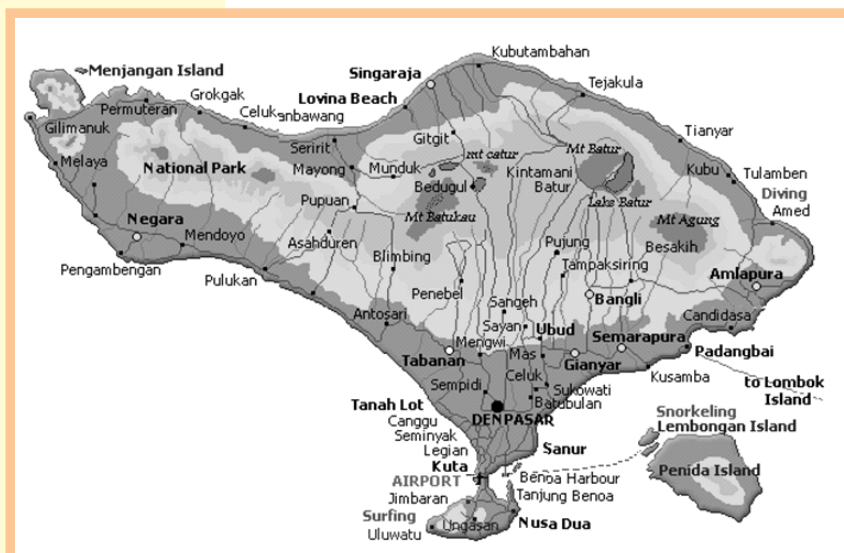 Kubutambahan
Menjangan Island
Singaraja
Tejakula
Grokgak
Lovina Beach
Permuteran
Celuk
anbawang
Gilimanuk
Gitgit
Tianyar
Seririt
mt catur
Mt Batur
Melaya
National Park
Mayong
Munduk
Kintamani
Kubu
Tulamben
Bedugul
Batur
Diving
Pupuan
Lake Batur
Amed
Negara
Mt Batukau
Mt Agung
Mendoyo
Asahduren
Pujung
Besakih
Pengambengan
Blimbing
Tampaksiring
Pulukan
Amlapura
Penebel
Sangeh
Bangli
Antosari
Candidasa
Sayan
Ubud
Semarapura
Mengwi
Padangbai
Tabanan
Mas
Gianyar
Celuk
Kusamba
Sempidi
Sukowati
to Lombok
Island
Tanah Lot
Batubulan
DENPASAR
Snorkeling
Canggu
Lembongan Island
Seminyak
Legian
Sanur
Kuta
Penida Island
AIRPORT
Benoa Harbour
Jimbaran
Tanjung Benoa
Surfing
Ungasan
Nusa Dua
Uluwatu